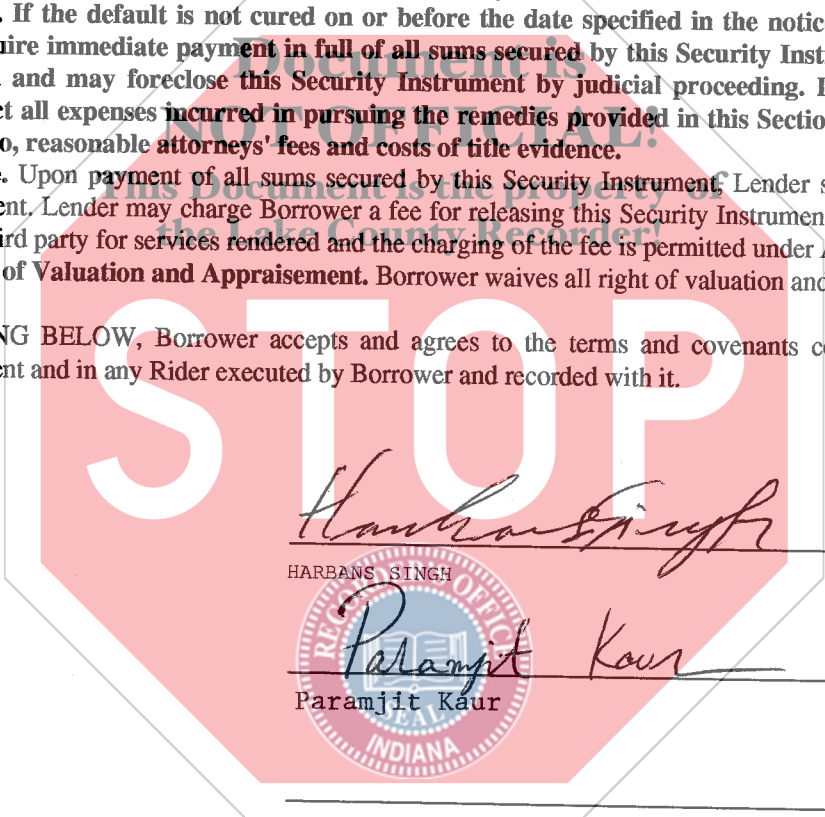 . If the default is not cured on or before the date specified in the notic
uire immediate payment in full of all sums secured by this Security Inst
and may foreclose this Security Instrument by judicial proceeding.
ct all expenses incurred in pursuing the remedies provided in this Sectio
o, reasonable attorneys' fees and costs of title evidence.
. Upon payment of all sums secured by this Security Instrument, Lender s
ent. Lender may charge Borrower a fee for releasing this Security Instrumen
ird party for services rendered and the charging of the fee is permitted under
of Valuation and Appraisement. Borrower waives all right of valuation and
NG BELOW, Borrower accepts and agrees to the terms and covenants c
ent and in any Rider executed by Borrower and recorded with it.
Document is
NOT OFFICIAL!
This Document is the property of
the Lake County Recorder!
STOP
Harbans Singh
HARBANS SINGH
Paramjit Kaur
Paramjit Kaur
RECORDER'S OFFICE
SEAL
INDIANA